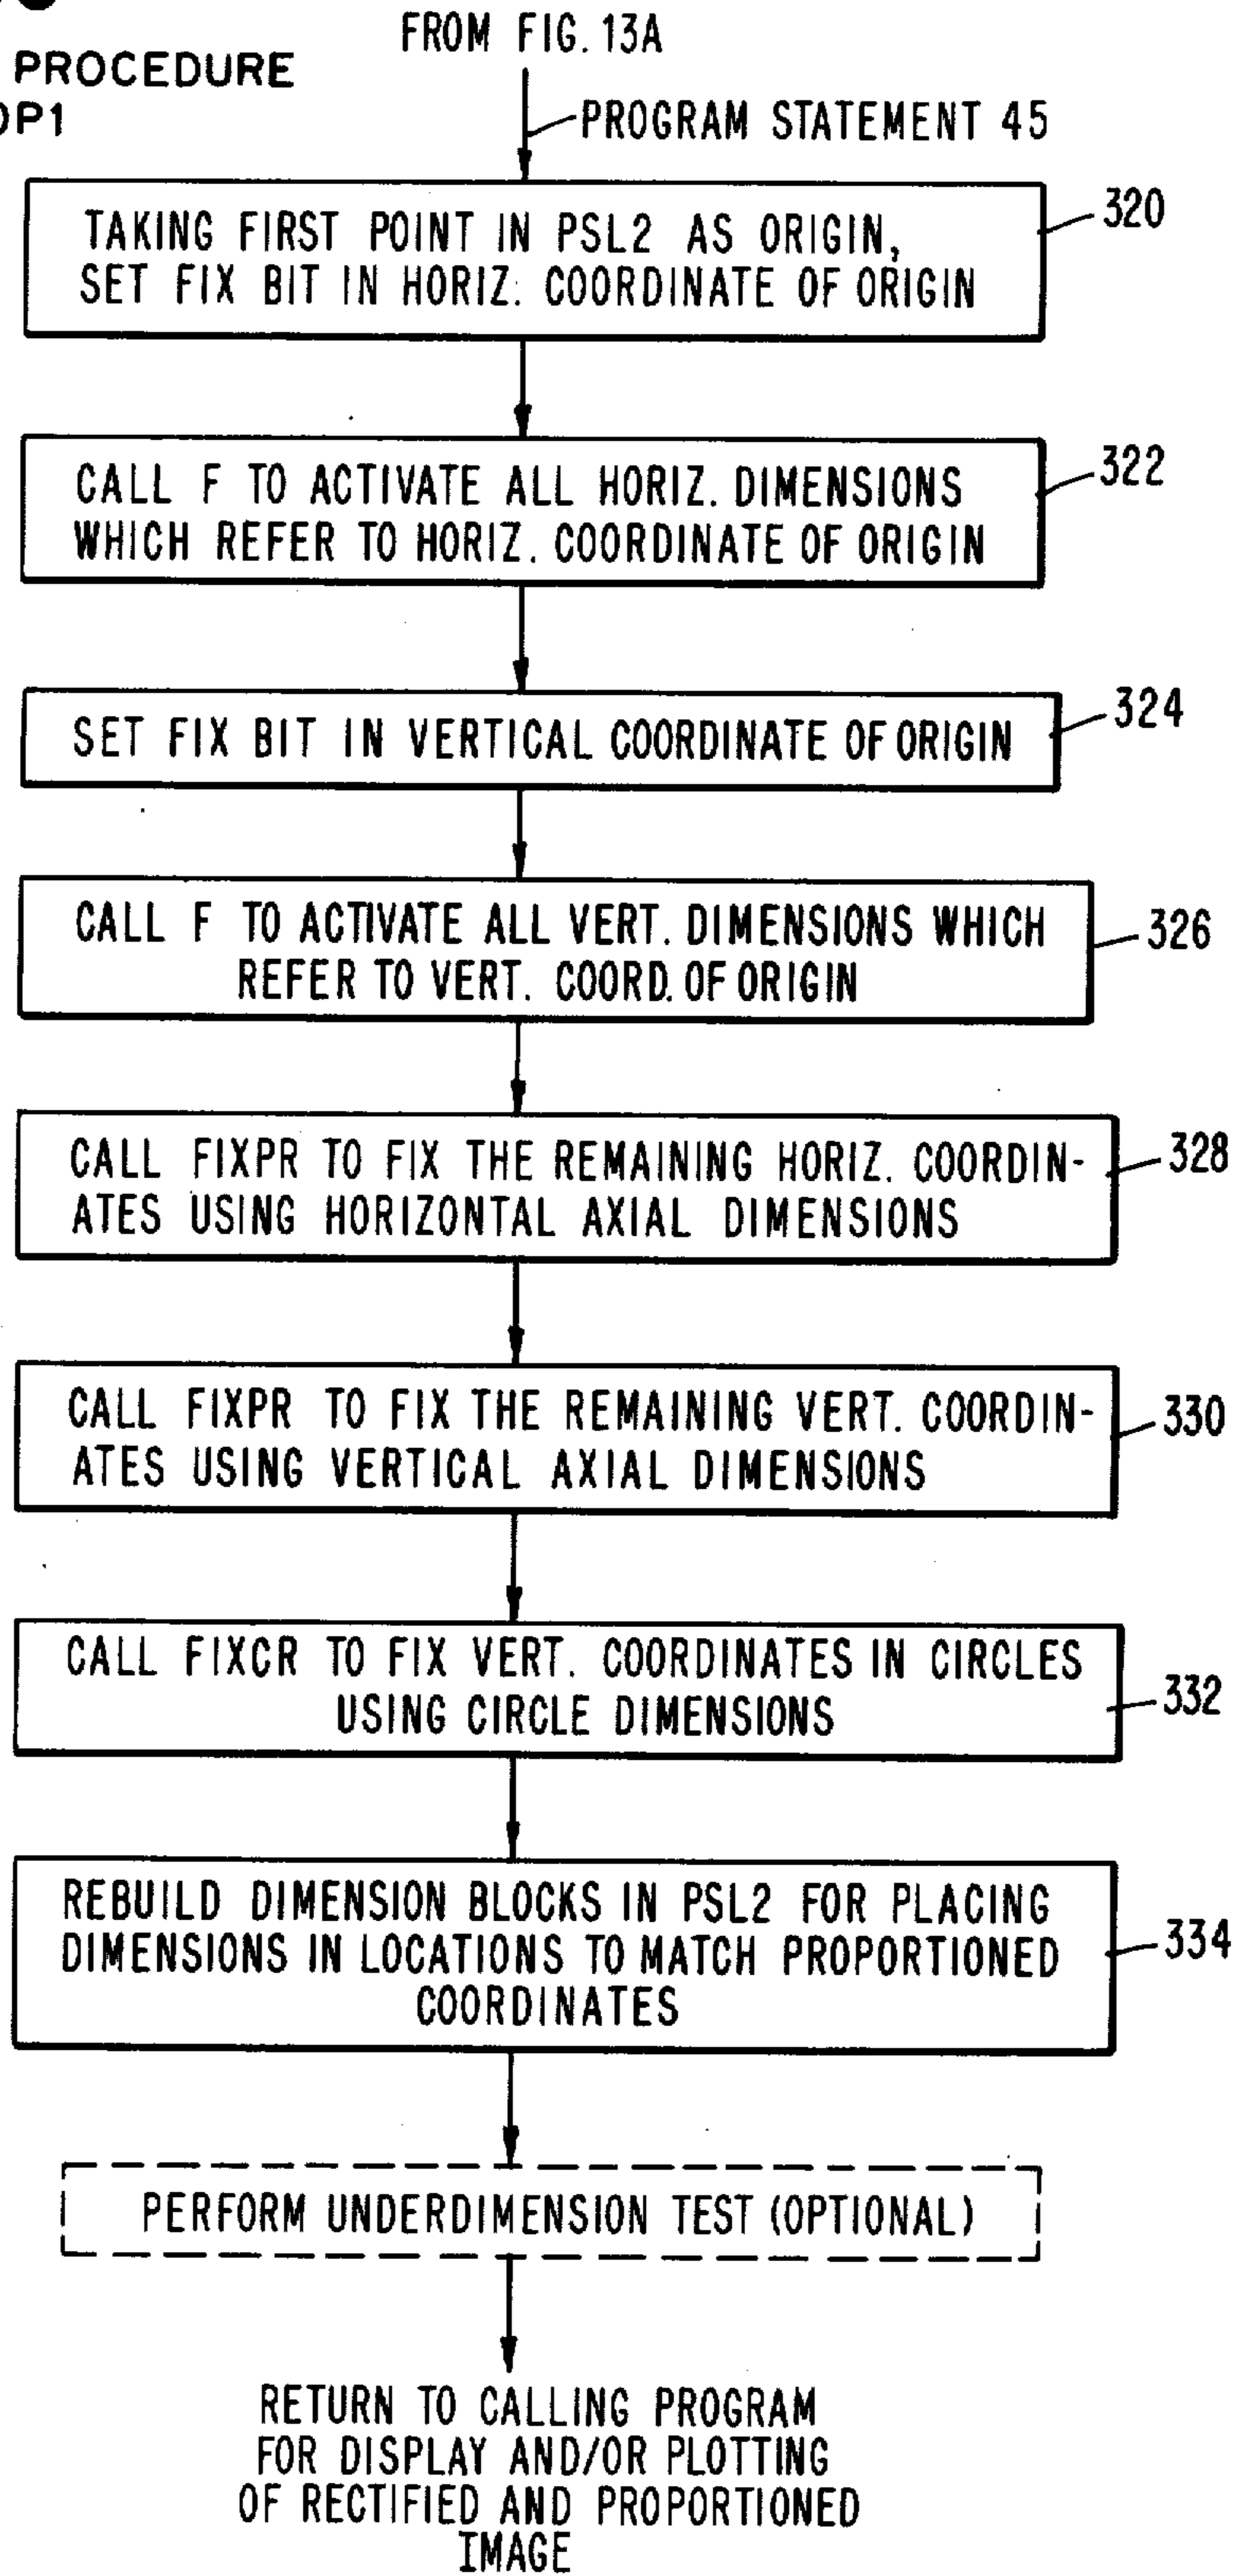 FROM FIG. 13A
PROCEDURE
OP1
PROGRAM STATEMENT 45
320
TAKING FIRST POINT IN PSL2 AS ORIGIN,
SET FIX BIT IN HORIZ. COORDINATE OF ORIGIN
322
CALL F TO ACTIVATE ALL HORIZ. DIMENSIONS
WHICH REFER TO HORIZ. COORDINATE OF ORIGIN
324
SET FIX BIT IN VERTICAL COORDINATE OF ORIGIN
326
CALL F TO ACTIVATE ALL VERT. DIMENSIONS WHICH
REFER TO VERT. COORD. OF ORIGIN
328
CALL FIXPR TO FIX THE REMAINING HORIZ. COORDIN-
ATES USING HORIZONTAL AXIAL DIMENSIONS
330
CALL FIXPR TO FIX THE REMAINING VERT. COORDIN-
ATES USING VERTICAL AXIAL DIMENSIONS
332
CALL FIXCR TO FIX VERT. COORDINATES IN CIRCLES
USING CIRCLE DIMENSIONS
334
REBUILD DIMENSION BLOCKS IN PSL2 FOR PLACING
DIMENSIONS IN LOCATIONS TO MATCH PROPORTIONED
COORDINATES
PERFORM UNDERDIMENSION TEST (OPTIONAL)
RETURN TO CALLING PROGRAM
FOR DISPLAY AND/OR PLOTTING
OF RECTIFIED AND PROPORTIONED
IMAGE